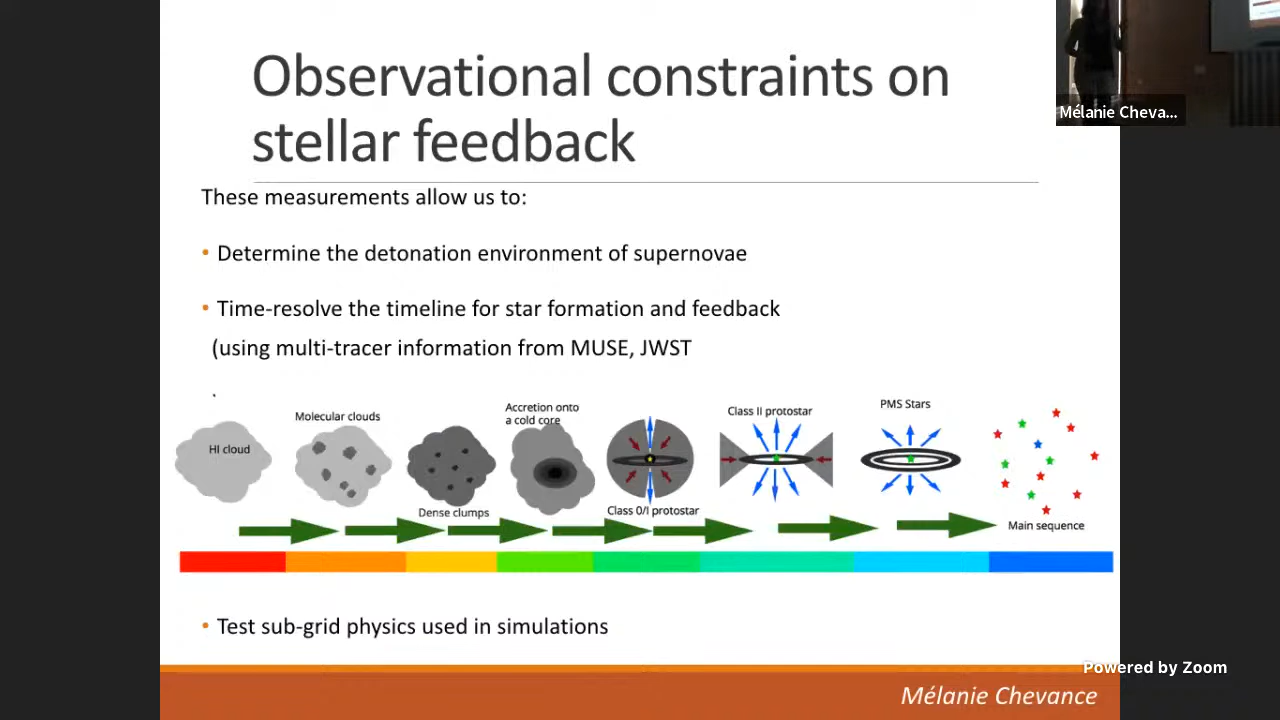 Observational constraints on
stellar feedback
Mélanie Cheva...
These measurements allow us to:
• Determine the detonation environment of supernovae
• Time-resolve the timeline for star formation and feedback
(using multi-tracer information from MUSE, JWST
HI cloud
Molecular clouds
Dense clumps
Accretion onto
a cold core
Class 0/I protostar
Class II protostar
PMS Stars
Main sequence
• Test sub-grid physics used in simulations
Powered by Zoom
Mélanie Chevance